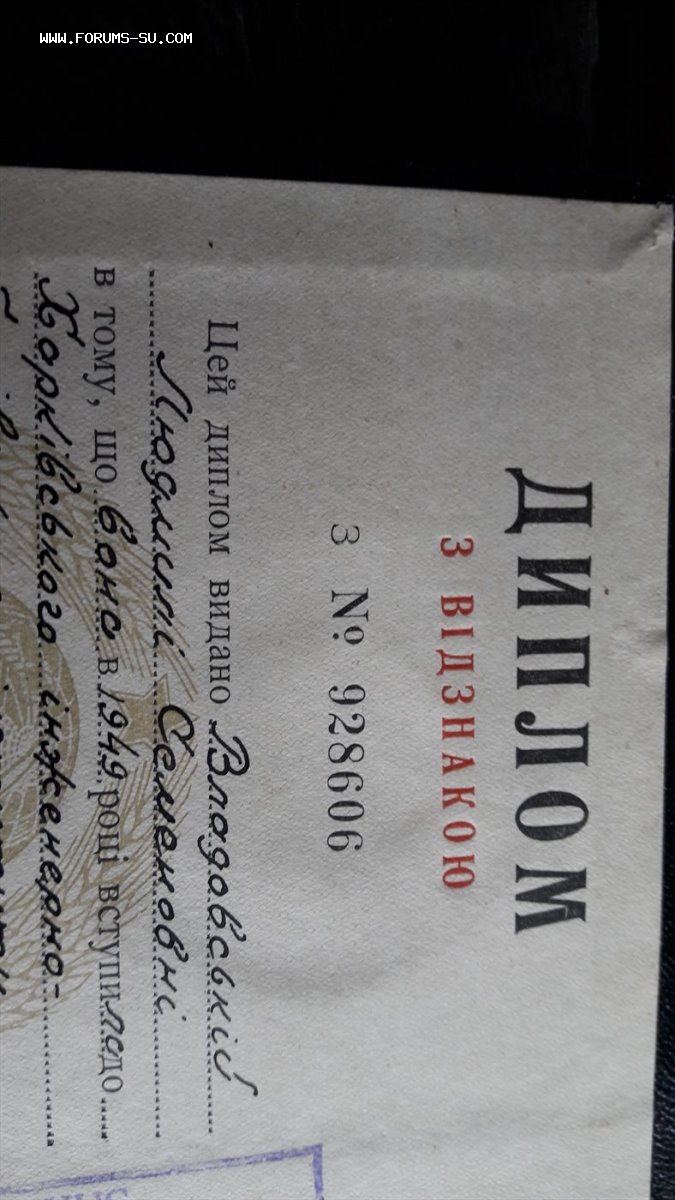 WWW.FORUMS-SU.COM
ДИПЛОМ
З ВІДЗНАКОЮ
З № 928606
Цей диплом видано Владовській
Людмилі Семенівні
в тому, що вона в 1949 році вступила до
Харківського інженерно-